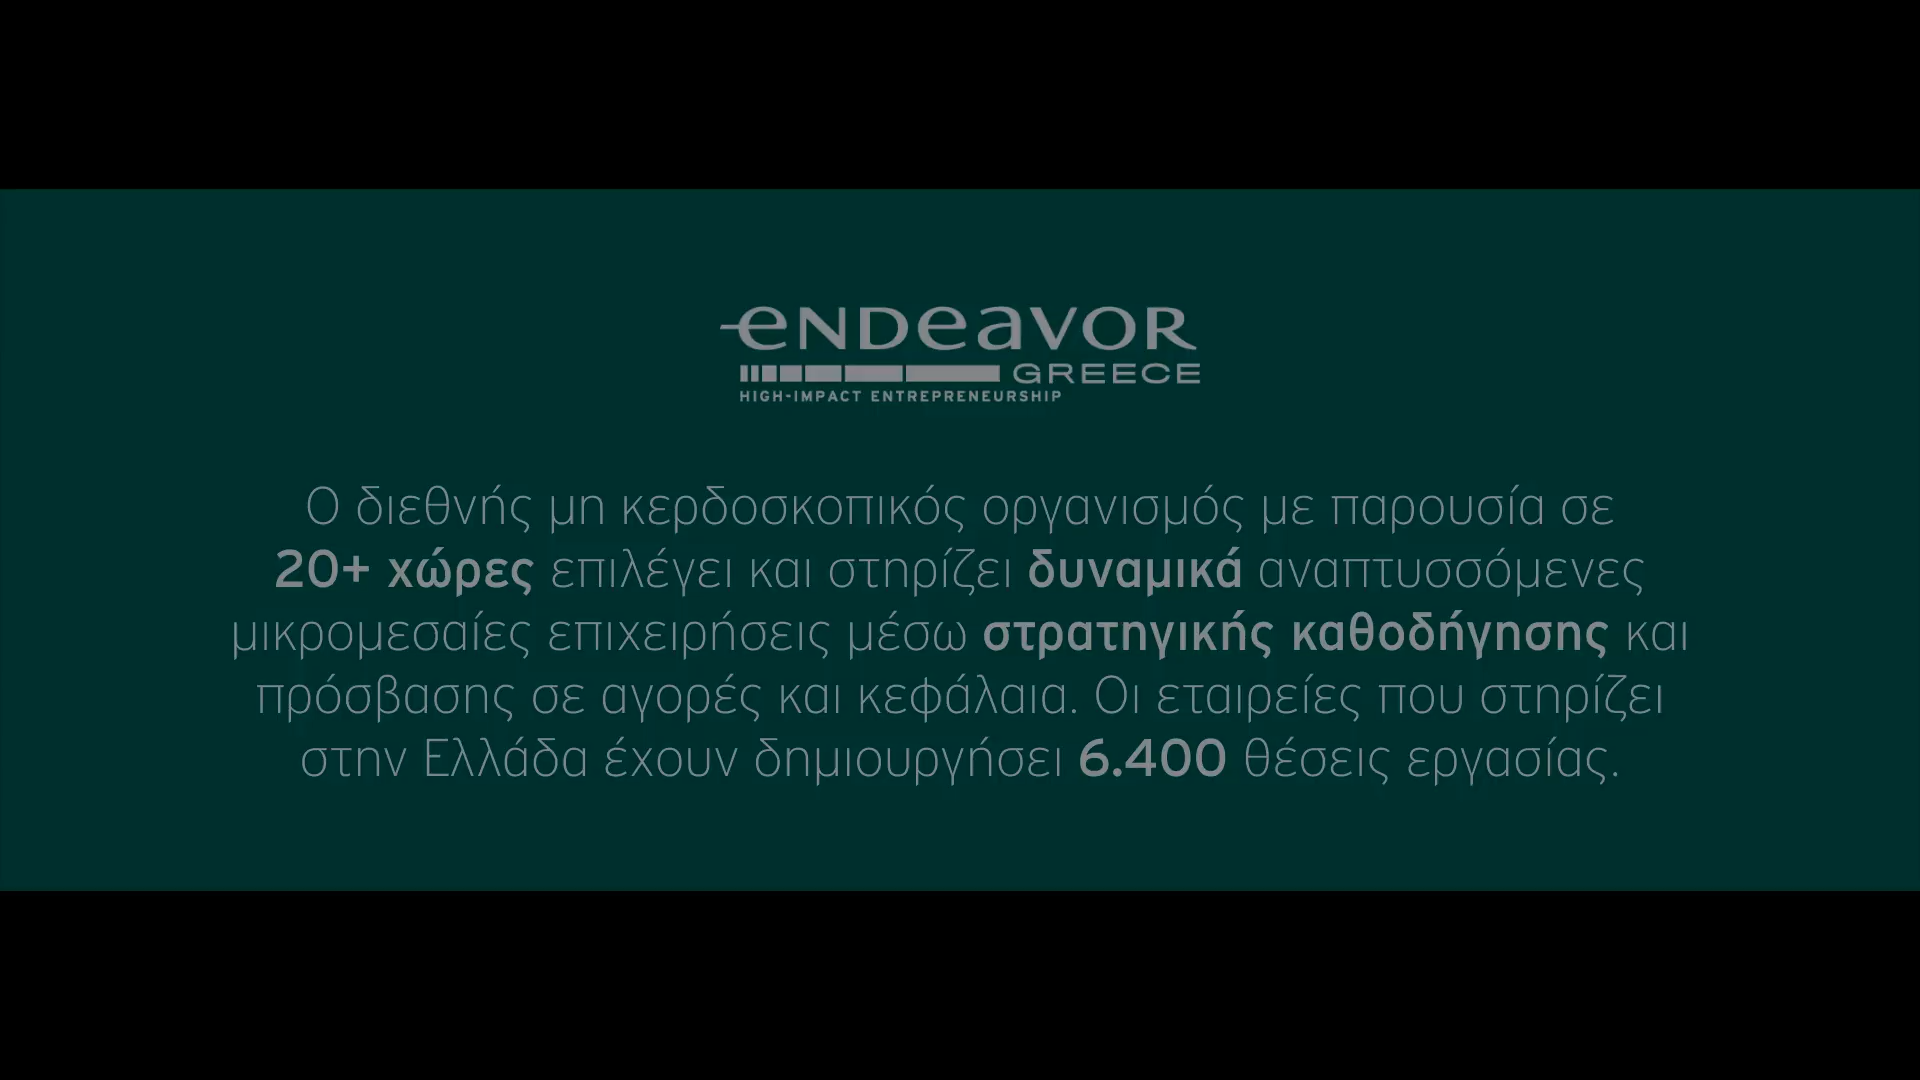 enDeavOR
GREECE
HIGH-IMPACT ENTREPRENEURSHIP
Ο διεθνής μη κερδοσκοπικός οργανισμός με παρουσία σε
20+ χώρες επιλέγει και στηρίζει δυναμικά αναπτυσσόμενες
μικρομεσαίες επιχειρήσεις μέσω στρατηγικής καθοδήγησης και
πρόσβασης σε αγορές και κεφάλαια. Οι εταιρείες που στηρίζει
στην Ελλάδα έχουν δημιουργήσει 6.400 θέσεις εργασίας.